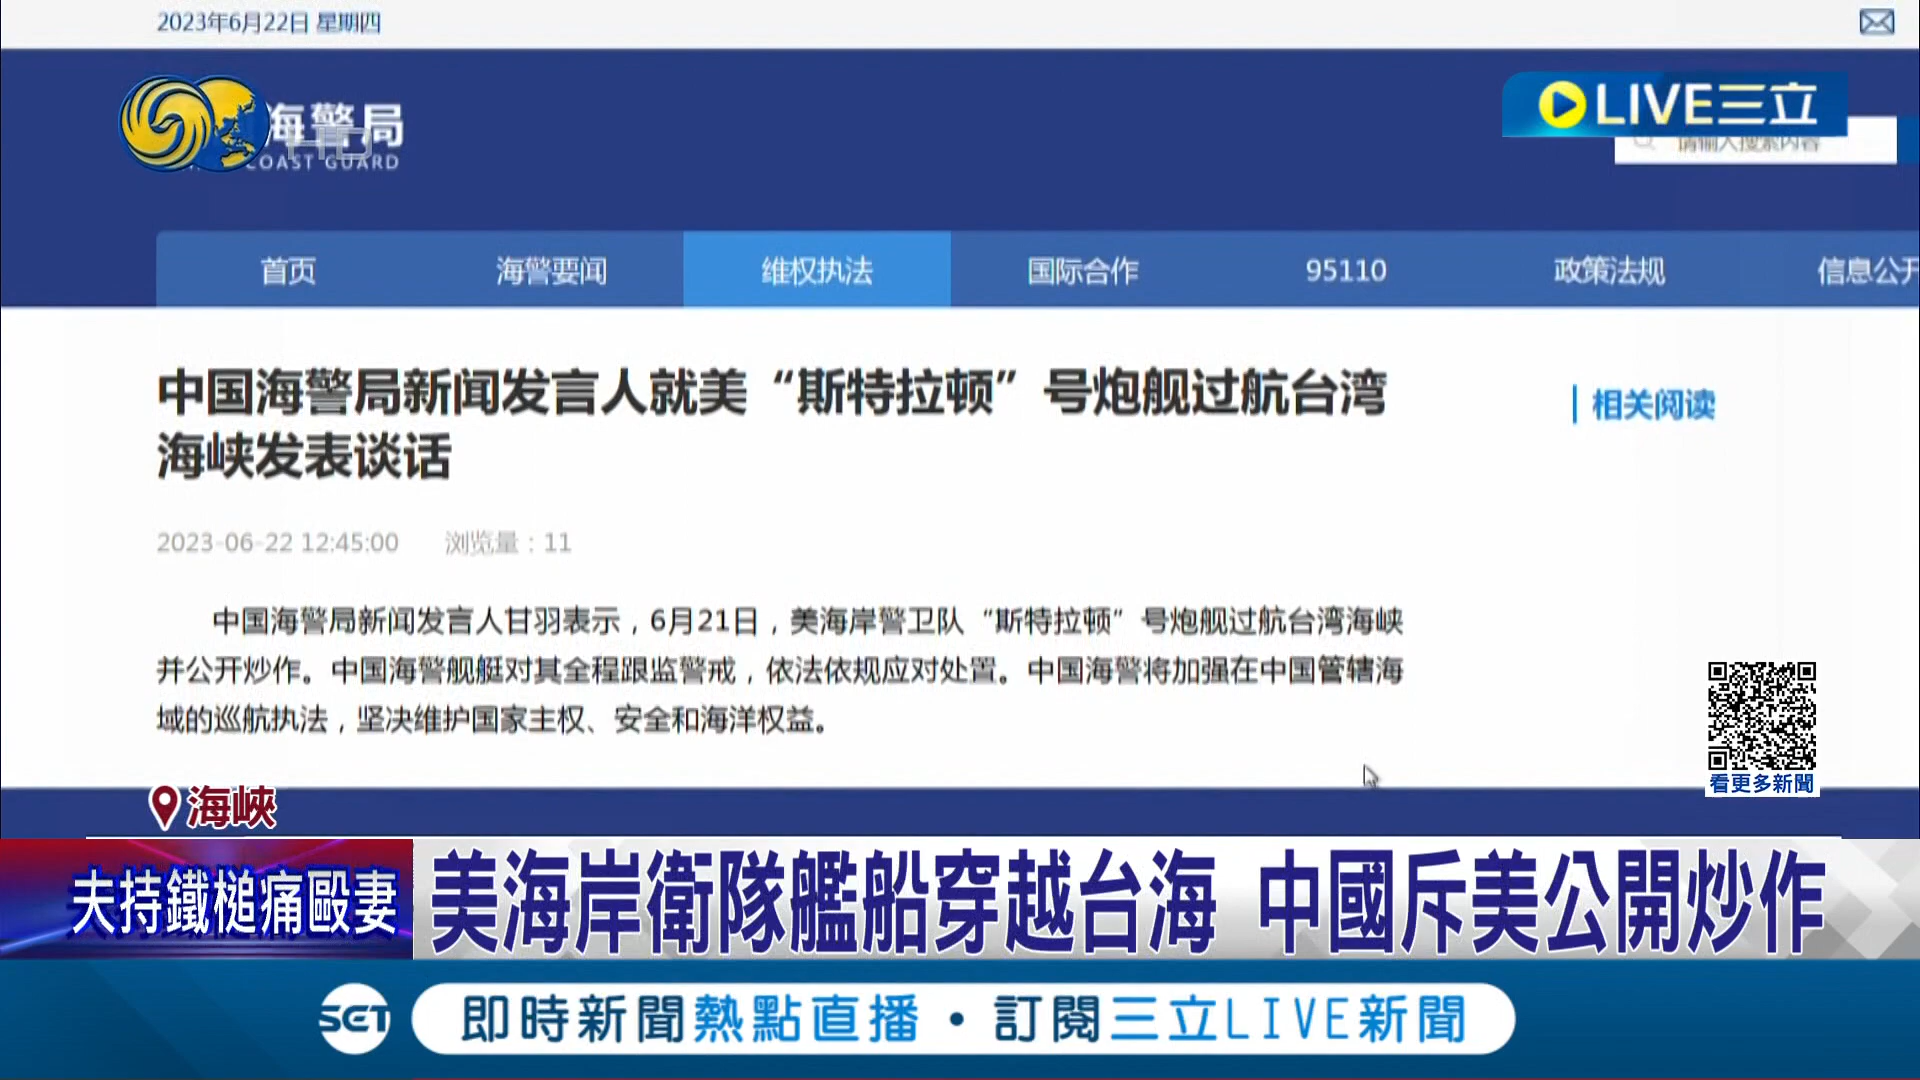 2023年6月22日 星期四
海警局
COAST GUARD
LIVE三立
请输入搜索内容
首页 海警要闻 维权执法 国际合作 95110 政策法规 信息公开
中国海警局新闻发言人就美“斯特拉顿”号炮舰过航台湾
海峡发表谈话
相关阅读
2023-06-22 12:45:00 浏览量：11
中国海警局新闻发言人甘羽表示，6月21日，美海岸警卫队“斯特拉顿”号炮舰过航台湾海峡
并公开炒作。中国海警舰艇对其全程跟监警戒，依法依规应对处置。中国海警将加强在中国管辖海
域的巡航执法，坚决维护国家主权、安全和海洋权益。
看更多新聞
海峽
夫持鐵槌痛毆妻
美海岸衛隊艦船穿越台海 中國斥美公開炒作
SET
即時新聞熱點直播・訂閱三立LIVE新聞